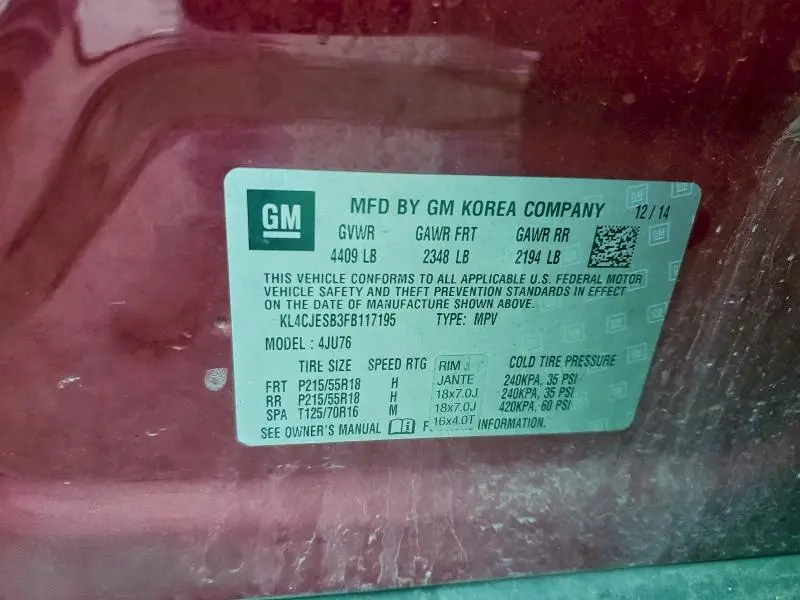 GM
MFD BY GM KOREA COMPANY 12 / 14
GVWR GAWR FRT GAWR RR
4409 LB 2348 LB 2194 LB
THIS VEHICLE CONFORMS TO ALL APPLICABLE U.S. FEDERAL MOTOR
VEHICLE SAFETY AND THEFT PREVENTION STANDARDS IN EFFECT
ON THE DATE OF MANUFACTURE SHOWN ABOVE.
KL4CJESB3FB117195 TYPE: MPV
MODEL : 4JU76
TIRE SIZE SPEED RTG RIM COLD TIRE PRESSURE
JANTE
FRT P215/55R18 H 18x7.0J 240KPA, 35 PSI
RR P215/55R18 H 18x7.0J 240KPA, 35 PSI
SPA T125/70R16 M 16x4.0T 420KPA, 60 PSI
SEE OWNER'S MANUAL INFORMATION.